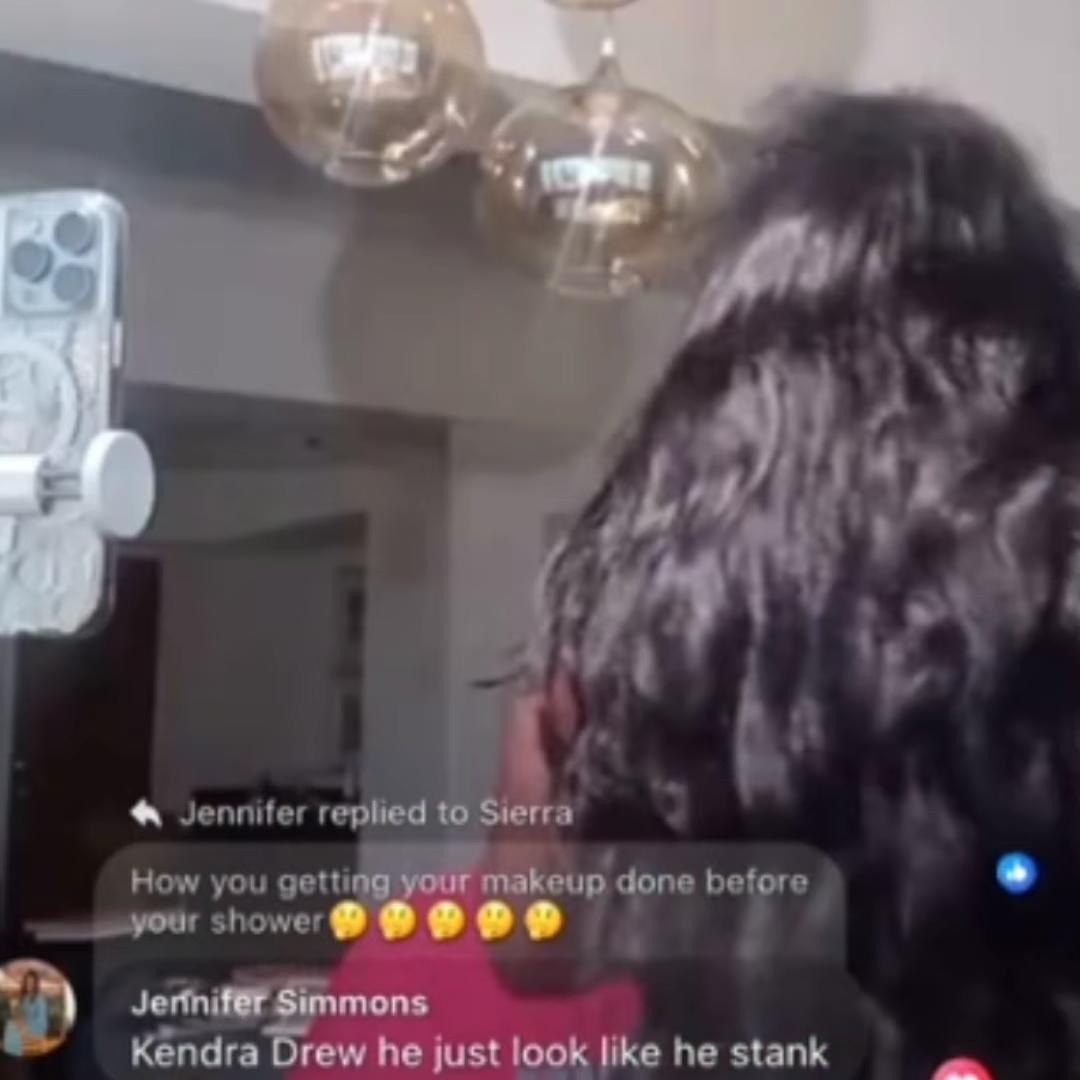 Jennifer replied to Sierra
How you getting your makeup done before
your shower🤔🤔🤔🤔🤔
Jennifer Simmons
Kendra Drew he just look like he stank